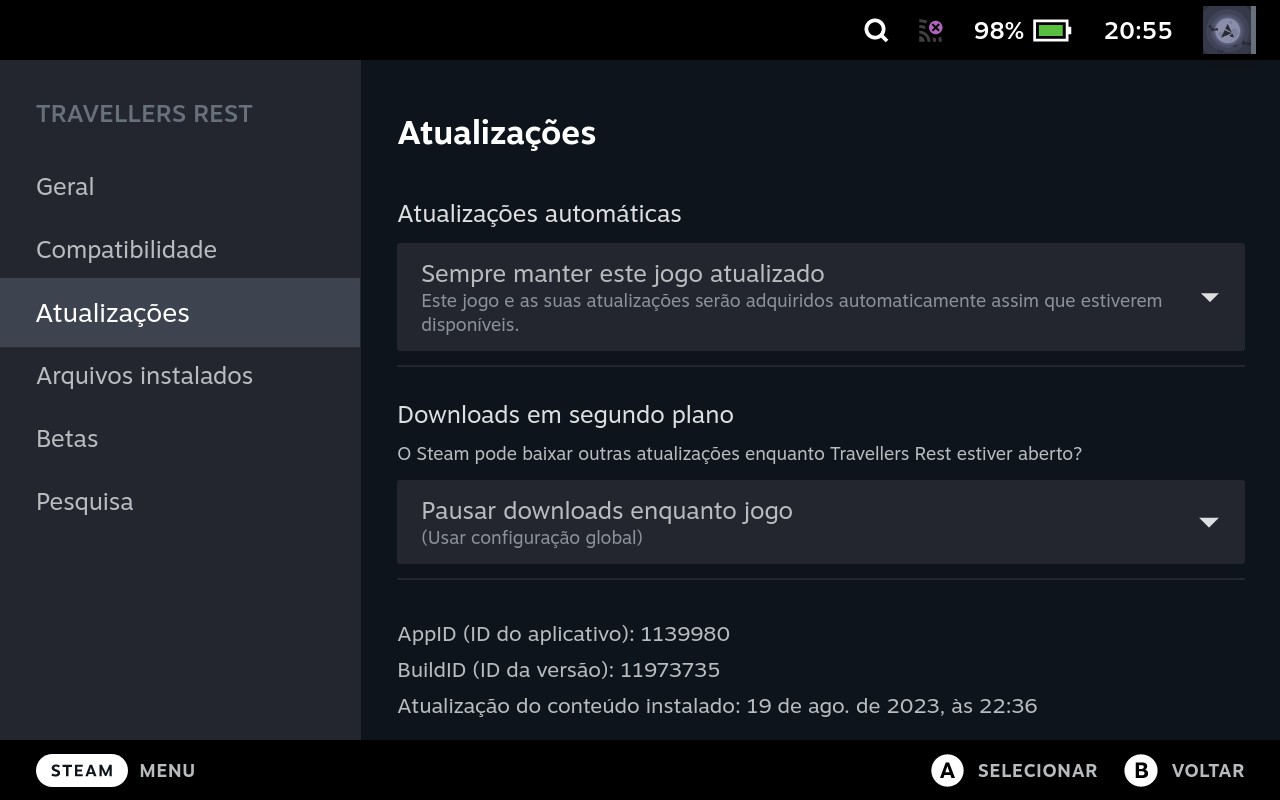 98%
20:55
TRAVELLERS REST
Geral
Compatibilidade
Atualizações
Arquivos instalados
Betas
Pesquisa
Atualizações
Atualizações automáticas
Sempre manter este jogo atualizado
Este jogo e as suas atualizações serão adquiridos automaticamente assim que estiverem
disponíveis.
Downloads em segundo plano
O Steam pode baixar outras atualizações enquanto Travellers Rest estiver aberto?
Pausar downloads enquanto jogo
(Usar configuração global)
AppID (ID do aplicativo): 1139980
BuildID (ID da versão): 11973735
Atualização do conteúdo instalado: 19 de ago. de 2023, às 22:36
STEAM MENU
A SELECIONAR B VOLTAR